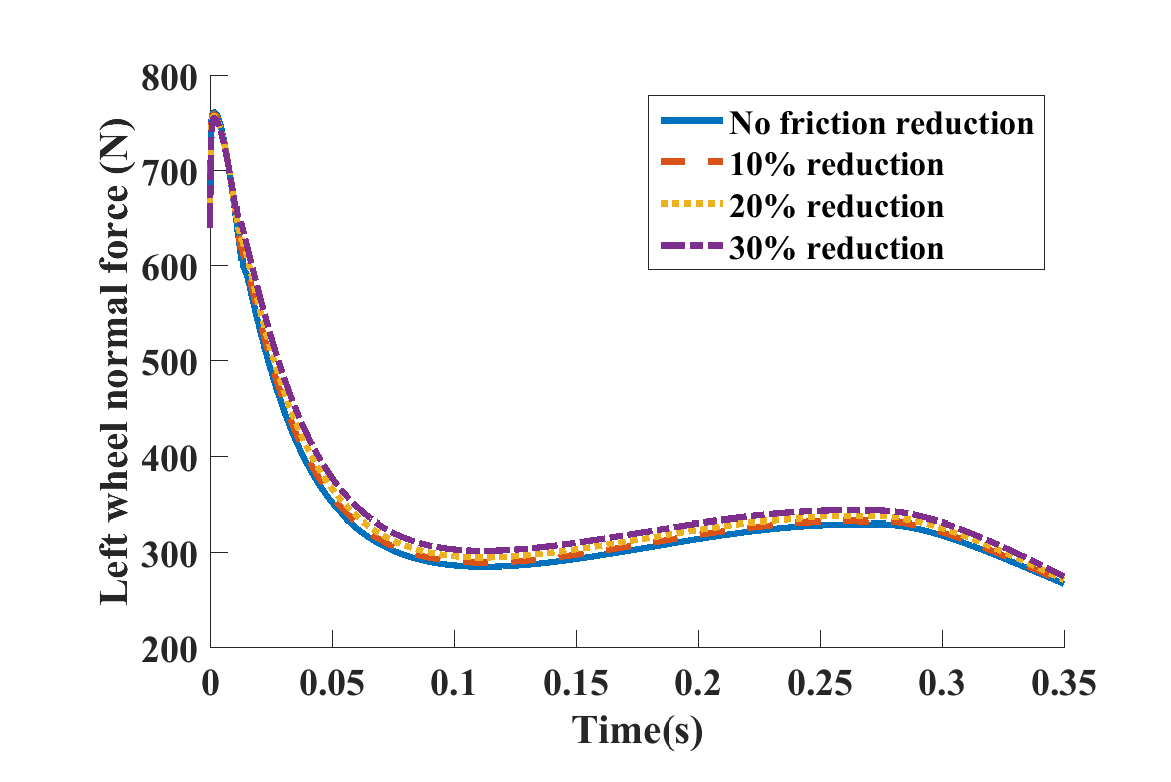 800
700
600
500
400
300
200
0
0.05
0.1
0.15
0.2
0.25
0.3
0.35
Left wheel normal force (N)
Time(s)
No friction reduction
10% reduction
20% reduction
30% reduction